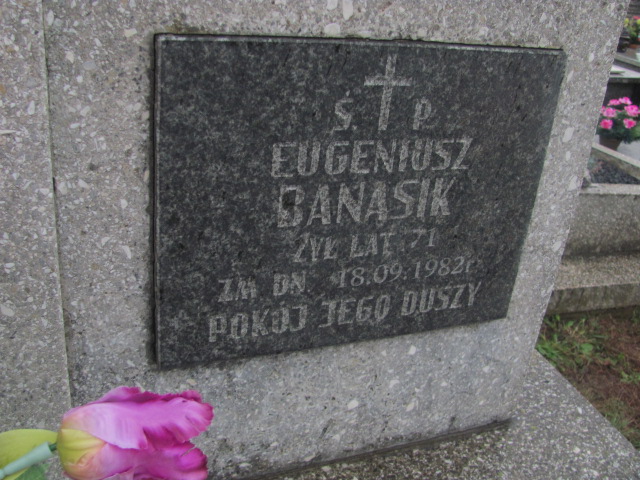 Ś. P.
EUGENIUSZ
BANASIK
ŻYŁ LAT 71
ZM DN. 18.09.1982r.
POKÓJ JEGO DUSZY